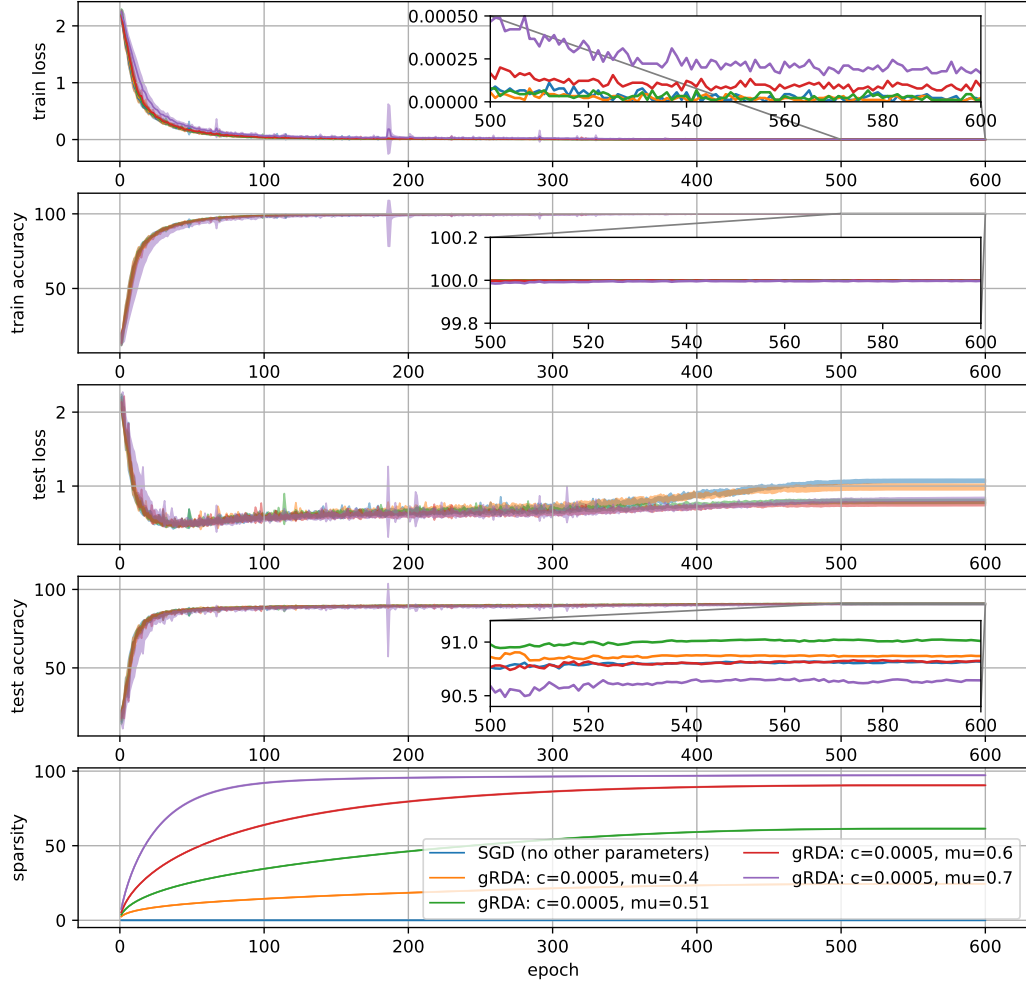 train loss
2
1
0
0.00050
0.00025
0.00000
500 520 540 560 580 600
0 100 200 300 400 500 600
train accuracy
100
50
100.2
100.0
99.8
500 520 540 560 580 600
0 100 200 300 400 500 600
test loss
2
1
0 100 200 300 400 500 600
test accuracy
100
50
91.0
90.5
500 520 540 560 580 600
0 100 200 300 400 500 600
sparsity
100
50
0
SGD (no other parameters)
gRDA: c=0.0005, mu=0.4
gRDA: c=0.0005, mu=0.51
gRDA: c=0.0005, mu=0.6
gRDA: c=0.0005, mu=0.7
0 100 200 300 400 500 600
epoch